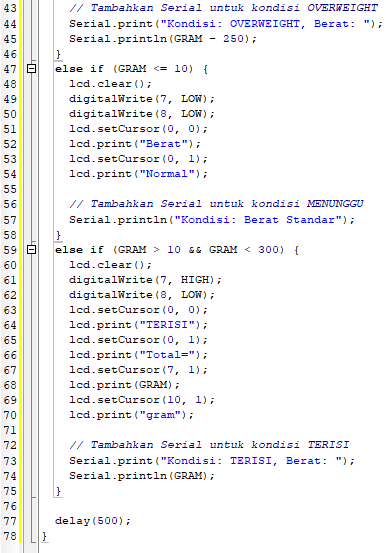 43 // Tambahkan Serial untuk kondisi OVERWEIGHT
44 Serial.print("Kondisi: OVERWEIGHT, Berat: ");
45 Serial.println(GRAM - 250);
46 }
47 else if (GRAM <= 10) {
48 lcd.clear();
49 digitalWrite(7, LOW);
50 digitalWrite(8, LOW);
51 lcd.setCursor(0, 0);
52 lcd.print("Berat");
53 lcd.setCursor(0, 1);
54 lcd.print("Normal");
55
56 // Tambahkan Serial untuk kondisi MENUNGGU
57 Serial.println("Kondisi: Berat Standar");
58 }
59 else if (GRAM > 10 && GRAM < 300) {
60 lcd.clear();
61 digitalWrite(7, HIGH);
62 digitalWrite(8, LOW);
63 lcd.setCursor(0, 0);
64 lcd.print("TERISI");
65 lcd.setCursor(0, 1);
66 lcd.print("Total=");
67 lcd.setCursor(7, 1);
68 lcd.print(GRAM);
69 lcd.setCursor(10, 1);
70 lcd.print("gram");
71
72 // Tambahkan Serial untuk kondisi TERISI
73 Serial.print("Kondisi: TERISI, Berat: ");
74 Serial.println(GRAM);
75 }
76
77 delay(500);
78 }